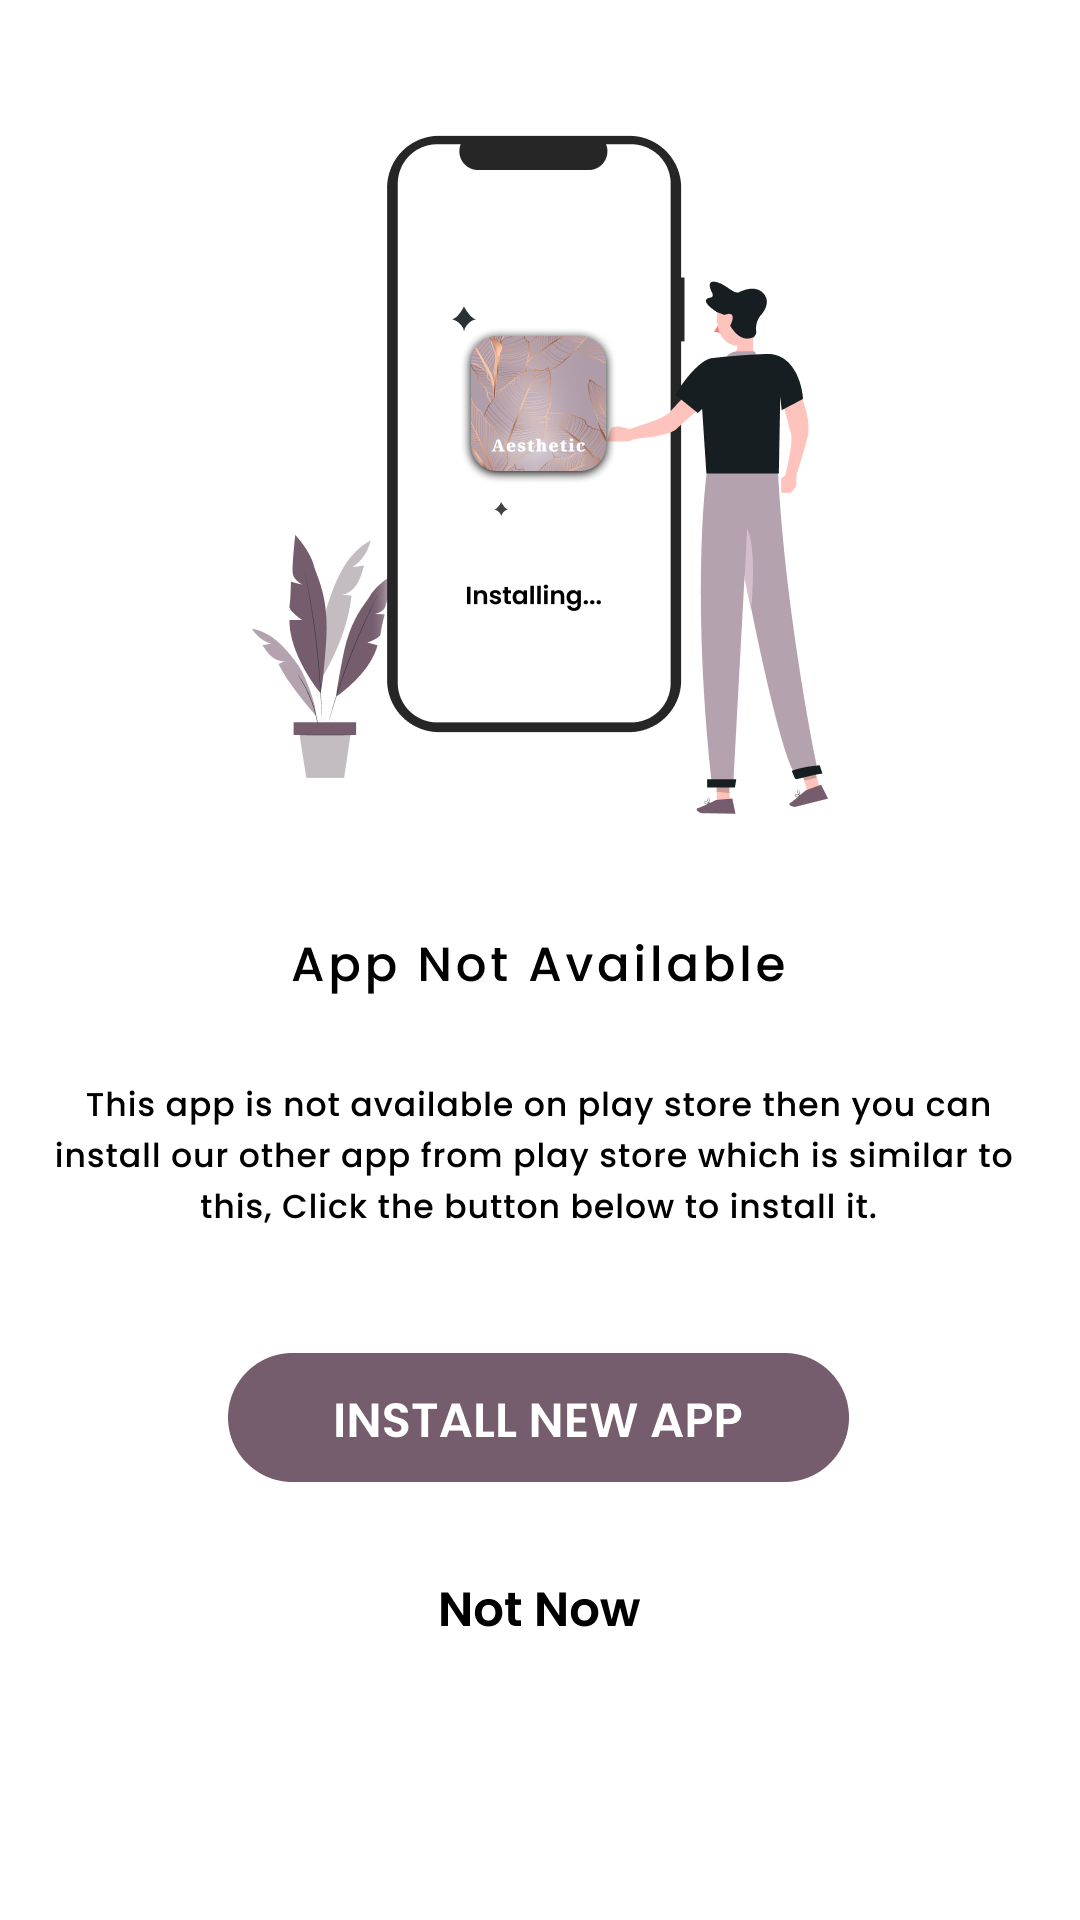 Aesthetic
Installing...
App Not Available
This app is not available on play store then you can
install our other app from play store which is similar to
this, Click the button below to install it.
INSTALL NEW APP
Not Now